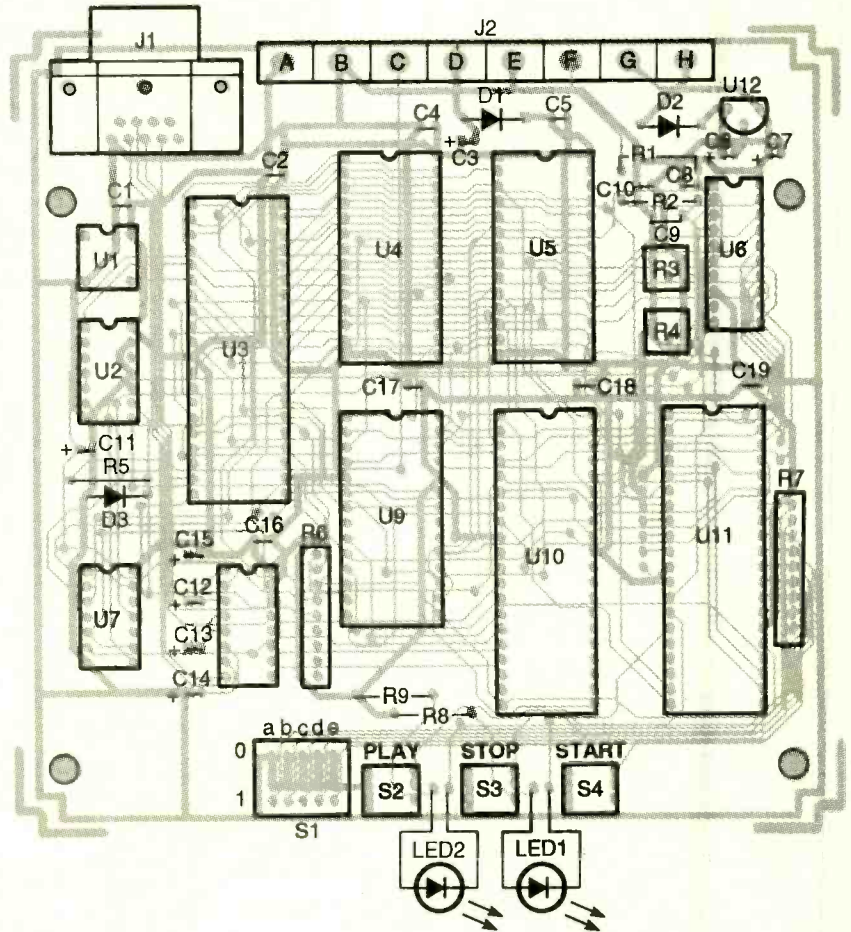 J1
J2
A B C D E F G H
D1
C5
D2
U12
C4
C3
C2
R1
C6
C7
C1
C10
C8
R2
C9
U1
U4
U5
R3
U6
U2
U3
R4
C17
C18
C19
C11
R5
D3
C15
C16
R6
U9
U10
U11
R7
C12
U7
C13
C14
R9
R8
abcde
0
1
S1
PLAY STOP START
S2 S3 S4
LED2 LED1